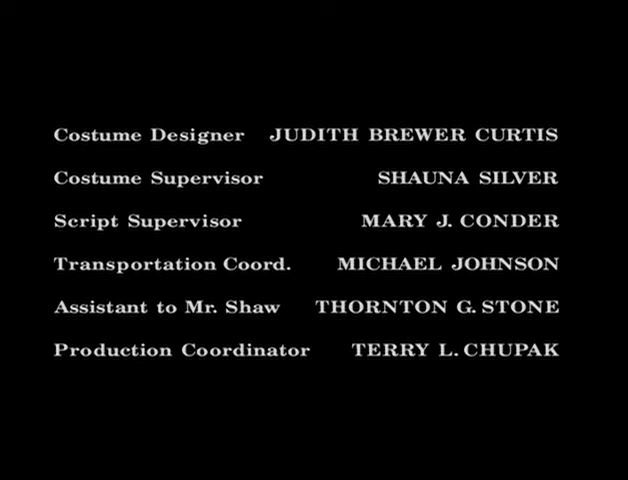 Costume Designer JUDITH BREWER CURTIS
Costume Supervisor SHAUNA SILVER
Script Supervisor MARY J. CONDER
Transportation Coord. MICHAEL JOHNSON
Assistant to Mr. Shaw THORNTON G. STONE
Production Coordinator TERRY L. CHUPAK